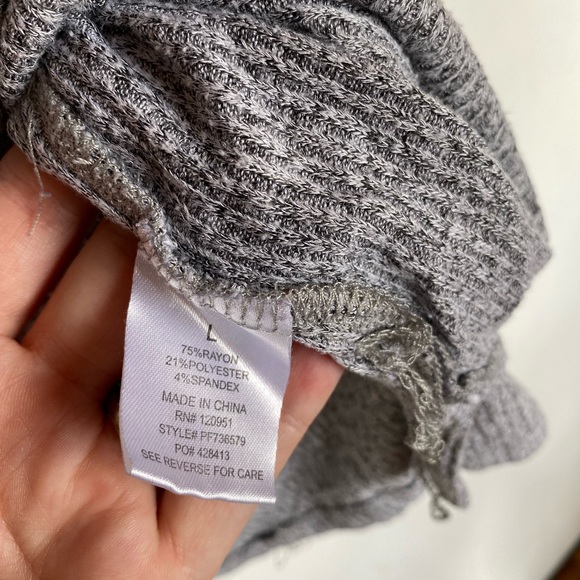 L
75%RAYON
21%POLYESTER
4%SPANDEX
MADE IN CHINA
RN# 120951
STYLE# PF736579
PO# 428413
SEE REVERSE FOR CARE